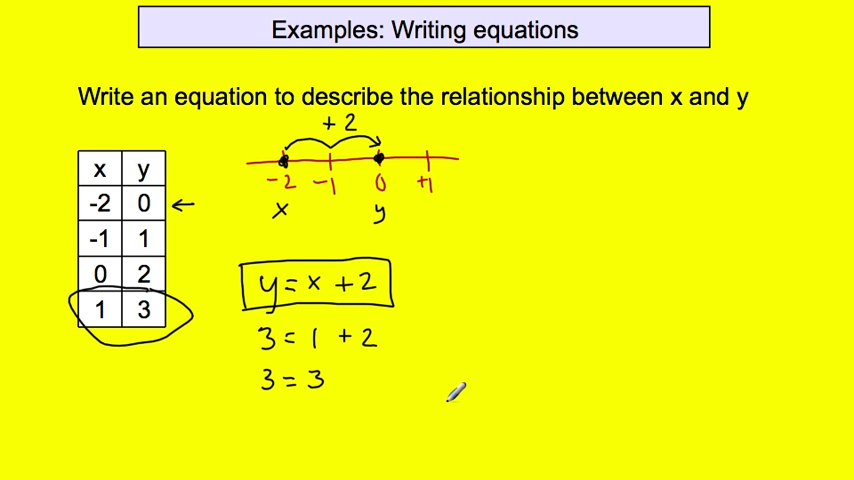 Examples: Writing equations
Write an equation to describe the relationship between x and y
+ 2
x y
-2 0
-1 1
0 2
1 3
-2 -1 0 +1
x y
y = x + 2
3 = 1 + 2
3 = 3